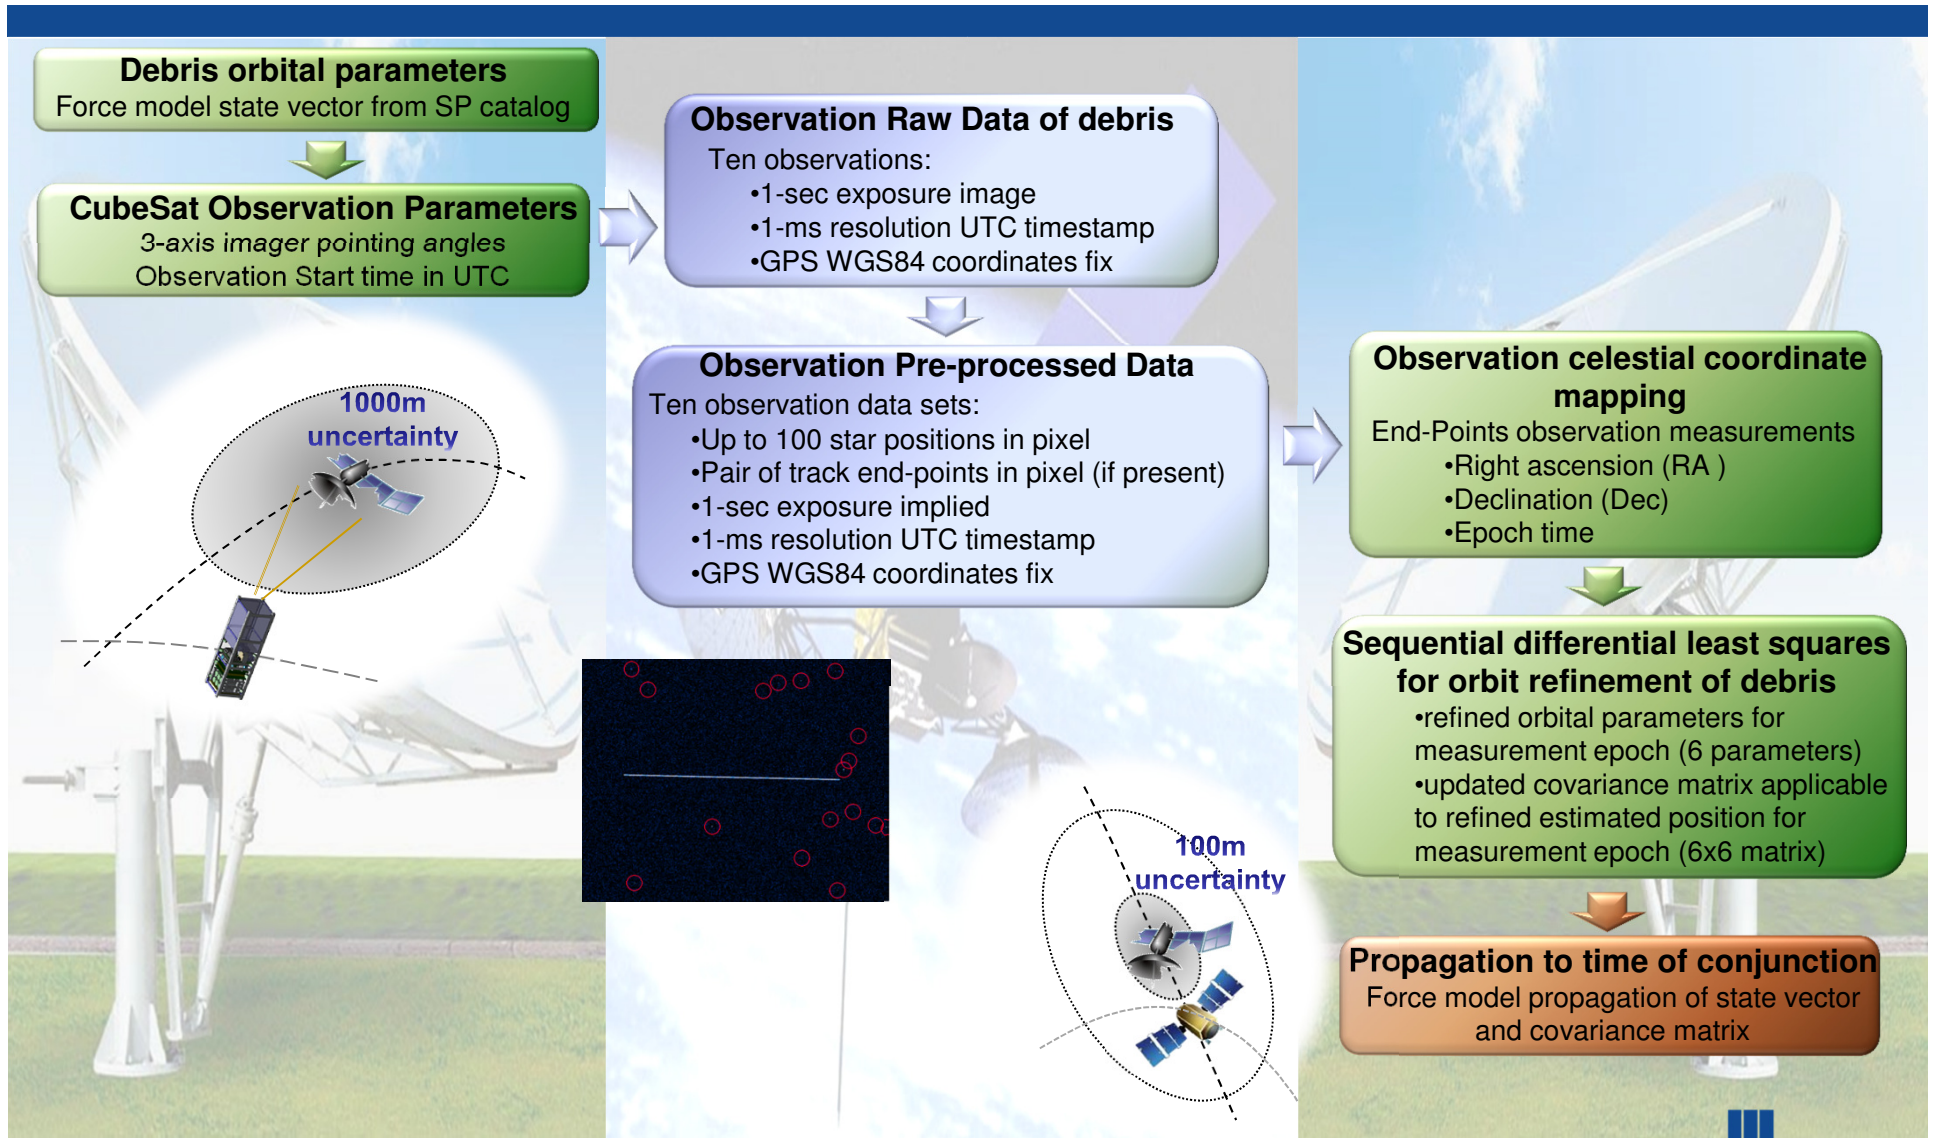 Debris orbital parameters
Force model state vector from SP catalog
CubeSat Observation Parameters
3-axis imager pointing angles
Observation Start time in UTC
1000m
uncertainty
Observation Raw Data of debris
Ten observations:
•1-sec exposure image
•1-ms resolution UTC timestamp
•GPS WGS84 coordinates fix
Observation Pre-processed Data
Ten observation data sets:
•Up to 100 star positions in pixel
•Pair of track end-points in pixel (if present)
•1-sec exposure implied
•1-ms resolution UTC timestamp
•GPS WGS84 coordinates fix
100m
uncertainty
Observation celestial coordinate
mapping
End-Points observation measurements
•Right ascension (RA )
•Declination (Dec)
•Epoch time
Sequential differential least squares
for orbit refinement of debris
•refined orbital parameters for
measurement epoch (6 parameters)
•updated covariance matrix applicable
to refined estimated position for
measurement epoch (6x6 matrix)
Propagation to time of conjunction
Force model propagation of state vector
and covariance matrix